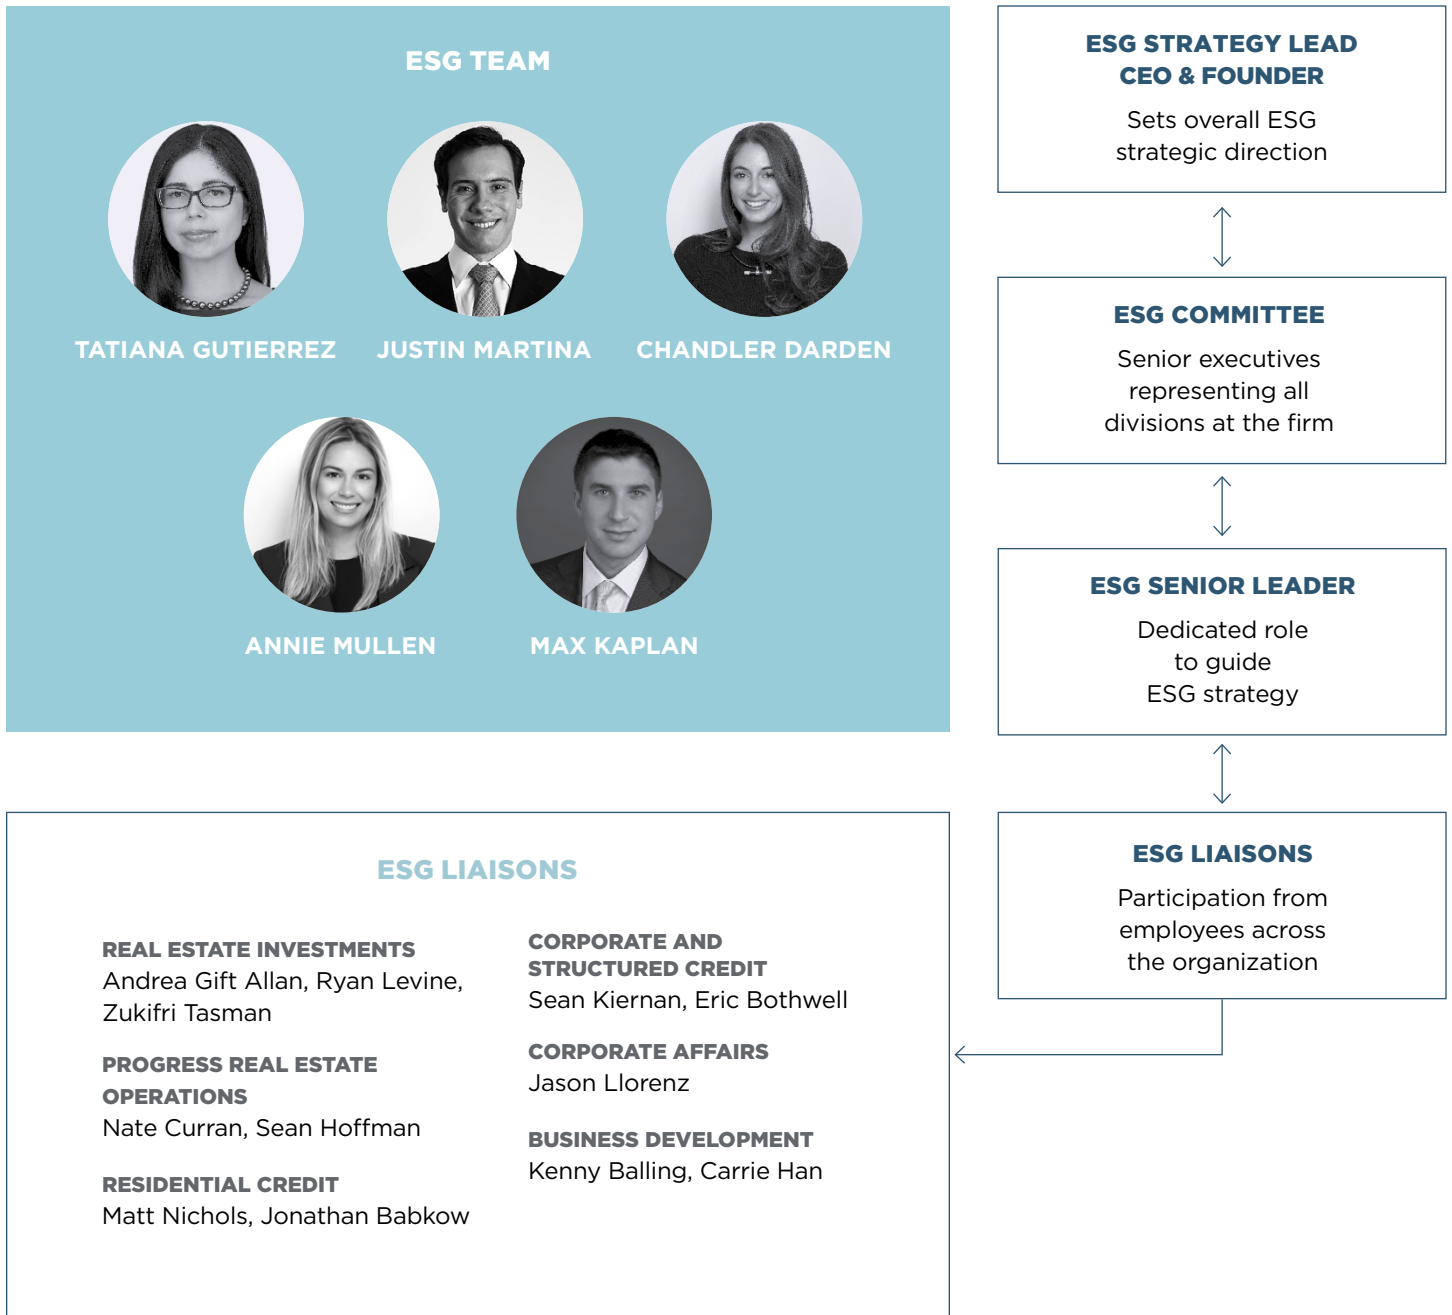 ESG TEAM
TATIANA GUTIERREZ
JUSTIN MARTINA
CHANDLER DARDEN
ANNIE MULLEN
MAX KAPLAN
ESG STRATEGY LEAD
CEO & FOUNDER
Sets overall ESG
strategic direction
ESG COMMITTEE
Senior executives
representing all
divisions at the firm
ESG SENIOR LEADER
Dedicated role
to guide
ESG strategy
ESG LIAISONS
Participation from
employees across
the organization
ESG LIAISONS
REAL ESTATE INVESTMENTS
Andrea Gift Allan, Ryan Levine,
Zukifri Tasman
PROGRESS REAL ESTATE
OPERATIONS
Nate Curran, Sean Hoffman
RESIDENTIAL CREDIT
Matt Nichols, Jonathan Babkow
CORPORATE AND
STRUCTURED CREDIT
Sean Kiernan, Eric Bothwell
CORPORATE AFFAIRS
Jason Llorenz
BUSINESS DEVELOPMENT
Kenny Balling, Carrie Han